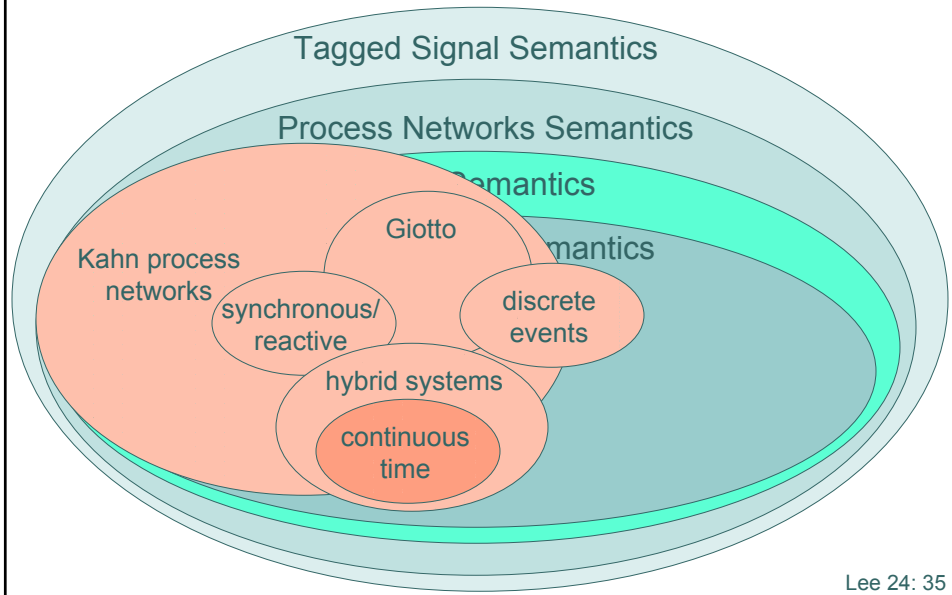 Tagged Signal Semantics
Process Networks Semantics
Semantics
Giotto
mantics
Kahn process
networks
synchronous/
reactive
discrete
events
hybrid systems
continuous
time
Lee 24: 35